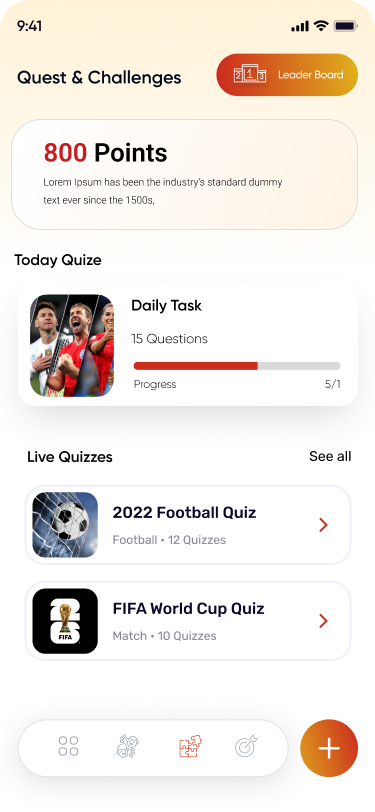 9:41
Quest & Challenges
2 1 3
Leader Board
800 Points
Lorem Ipsum has been the industry's standard dummy
text ever since the 1500s,
Today Quize
Daily Task
15 Questions
Progress
5/1
Live Quizzes
See all
2022 Football Quiz
Football • 12 Quizzes
FIFA World Cup Quiz
FIFA
Match • 10 Quizzes